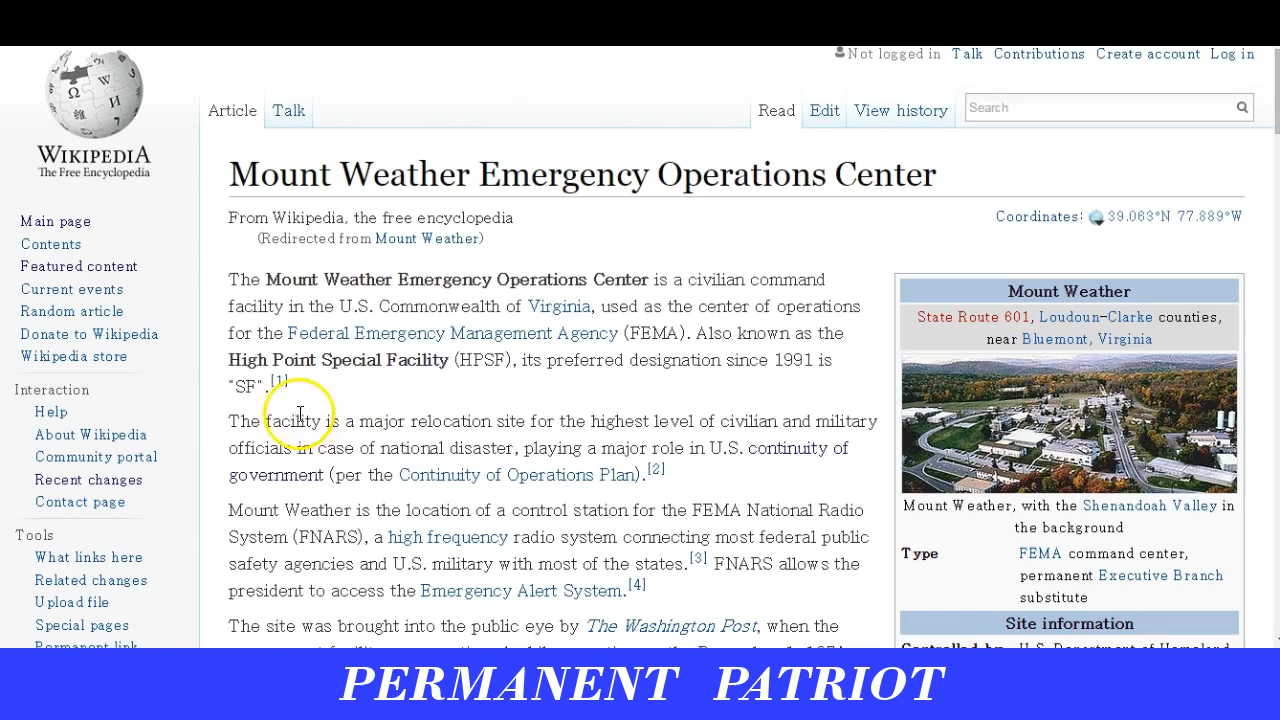 Not logged in Talk Contributions Create account Log in
Article Talk Read Edit View history Search
WIKIPEDIA
The Free Encyclopedia
Main page
Contents
Featured content
Current events
Random article
Donate to Wikipedia
Wikipedia store
Interaction
Help
About Wikipedia
Community portal
Recent changes
Contact page
Tools
What links here
Related changes
Upload file
Special pages
Permanent link
Mount Weather Emergency Operations Center
From Wikipedia, the free encyclopedia
(Redirected from Mount Weather)
Coordinates: 39.063°N 77.889°W
The Mount Weather Emergency Operations Center is a civilian command
facility in the U.S. Commonwealth of Virginia, used as the center of operations
for the Federal Emergency Management Agency (FEMA). Also known as the
High Point Special Facility (HPSF), its preferred designation since 1991 is
"SF".[1]
The facility is a major relocation site for the highest level of civilian and military
officials in case of national disaster, playing a major role in U.S. continuity of
government (per the Continuity of Operations Plan).[2]
Mount Weather is the location of a control station for the FEMA National Radio
System (FNARS), a high frequency radio system connecting most federal public
safety agencies and U.S. military with most of the states.[3] FNARS allows the
president to access the Emergency Alert System.[4]
The site was brought into the public eye by The Washington Post, when the
Mount Weather
State Route 601, Loudoun–Clarke counties,
near Bluemont, Virginia
Mount Weather, with the Shenandoah Valley in
the background
Type FEMA command center,
permanent Executive Branch
substitute
Site information
PERMANENT PATRIOT